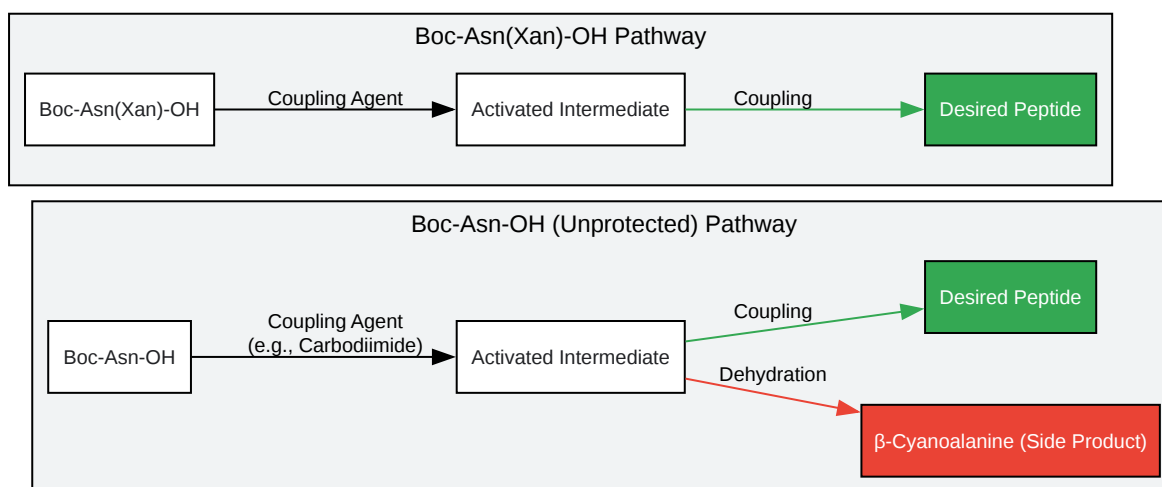 Boc-Asn(Xan)-OH Pathway
Boc-Asn(Xan)-OH
Coupling Agent
Activated Intermediate
Coupling
Desired Peptide
Boc-Asn-OH (Unprotected) Pathway
Boc-Asn-OH
Coupling Agent
(e.g., Carbodiimide)
Activated Intermediate
Coupling
Desired Peptide
Dehydration
β-Cyanoalanine (Side Product)